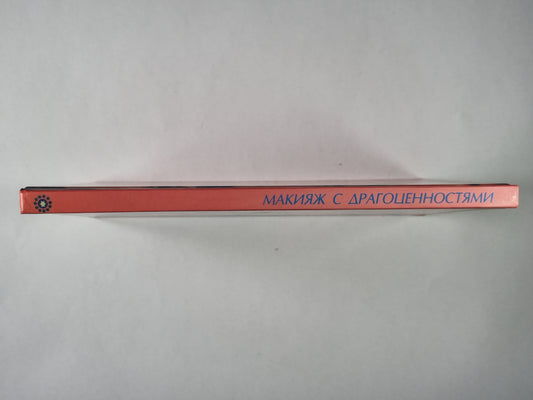 МАКИЯЖ С ДРАГОЦЕННОСТЯМИ